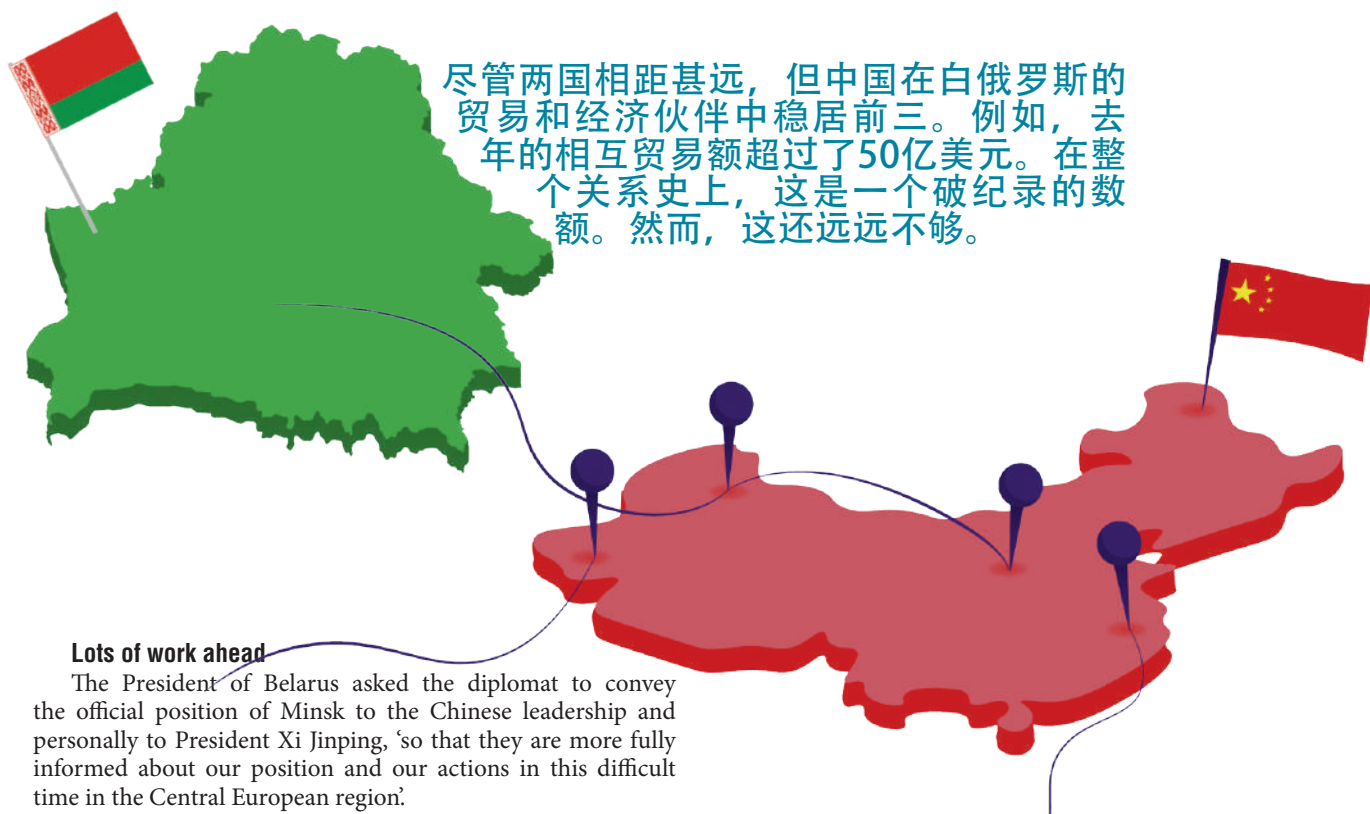 尽管两国相距甚远，但中国在白俄罗斯的
贸易和经济伙伴中稳居前三。例如，去
年的相互贸易额超过了50亿美元。在整
个关系史上，这是一个破纪录的数
额。然而，这还远远不够。
Lots of work ahead
The President of Belarus asked the diplomat to convey
the official position of Minsk to the Chinese leadership and
personally to President Xi Jinping, ‘so that they are more fully
informed about our position and our actions in this difficult
time in the Central European region’.